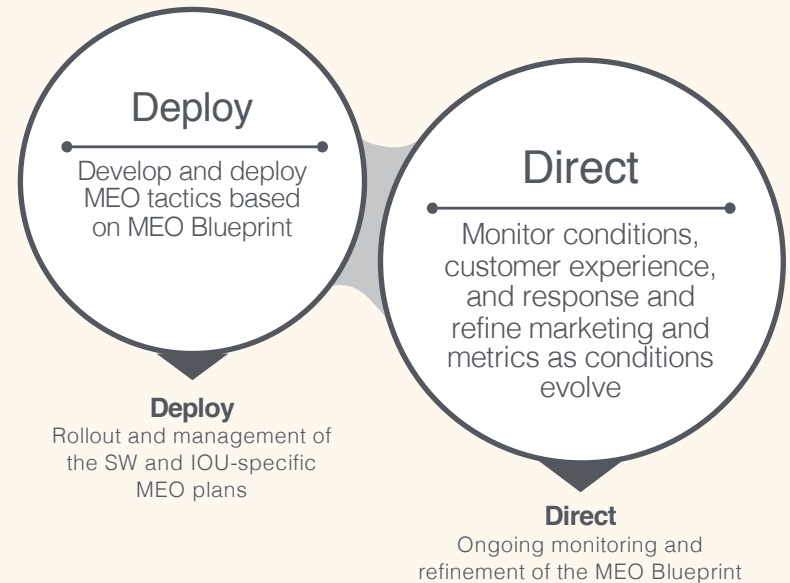 Deploy
Develop and deploy
MEO tactics based
on MEO Blueprint
Deploy
Rollout and management of
the SW and IOU-specific
MEO plans
Direct
Monitor conditions,
customer experience,
and response and
refine marketing and
metrics as conditions
evolve
Direct
Ongoing monitoring and
refinement of the MEO Blueprint